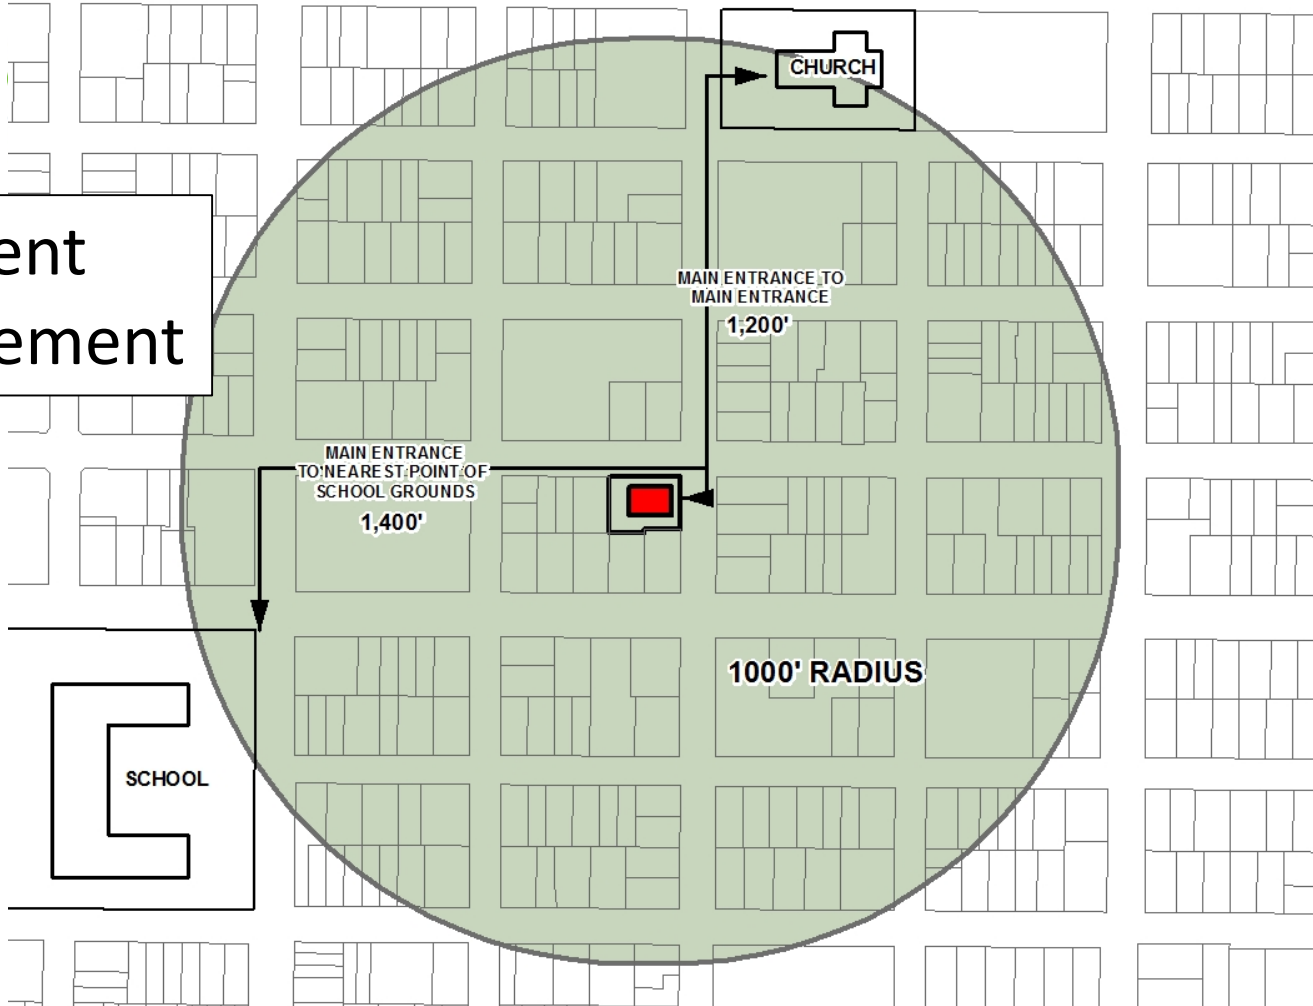 CHURCH
ent
ement
MAIN ENTRANCE TO
MAIN ENTRANCE
1,200'
MAIN ENTRANCE
TO NEAREST POINT OF
SCHOOL GROUNDS
1,400'
1000' RADIUS
SCHOOL